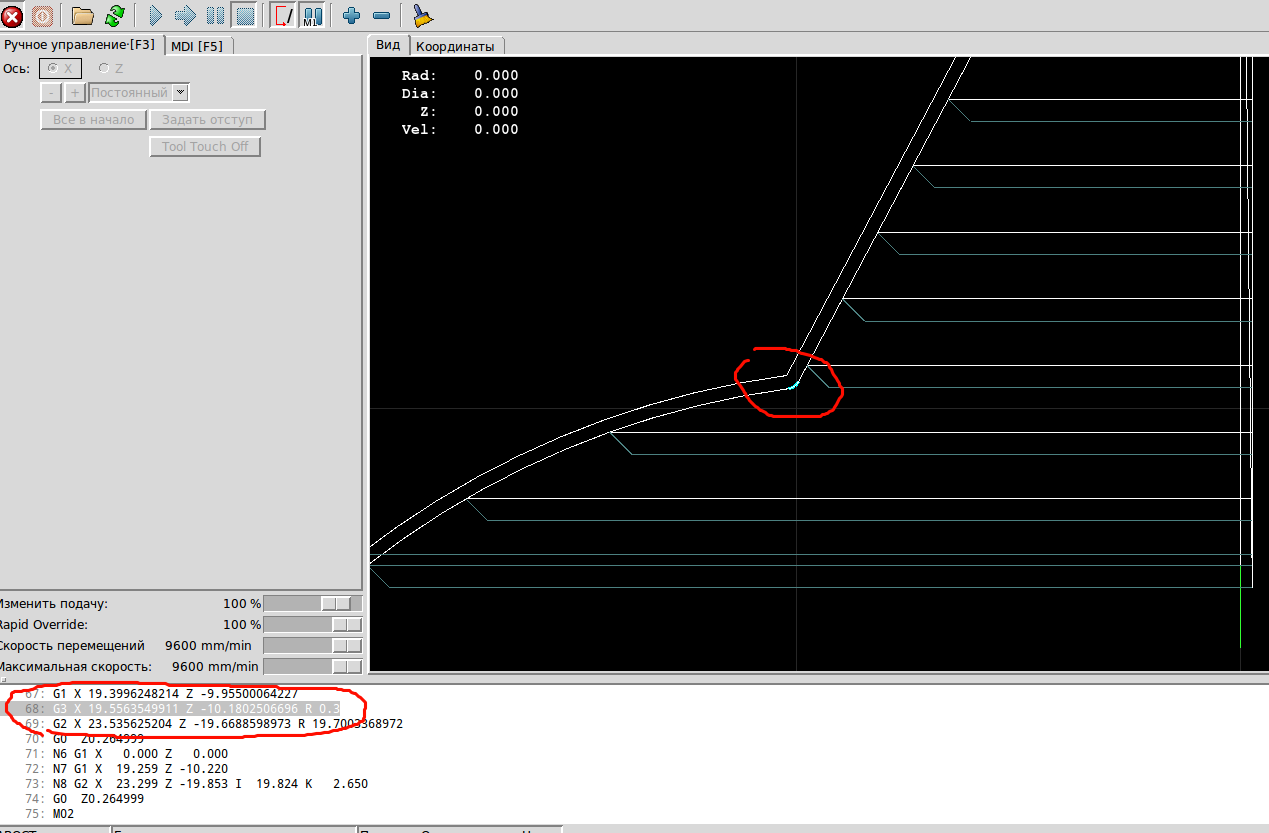 M1
Ручное управление [F3] MDI [F5] Вид Координаты
Ось: X Z
- + Постоянный
Все в начало Задать отступ
Tool Touch Off
Rad: 0.000
Dia: 0.000
Z: 0.000
Vel: 0.000
Изменить подачу: 100 %
Rapid Override: 100 %
Скорость перемещений 9600 mm/min
Максимальная скорость: 9600 mm/min
67: G1 X 19.3996248214 Z -9.95500064227
68: G3 X 19.5563549911 Z -10.1802506696 R 0.3
69: G2 X 23.535625204 Z -19.6688598973 R 19.7003368972
70: G0 Z0.264999
71: N6 G1 X 0.000 Z 0.000
72: N7 G1 X 19.259 Z -10.220
73: N8 G2 X 23.299 Z -19.853 I 19.824 K 2.650
74: G0 Z0.264999
75: M02